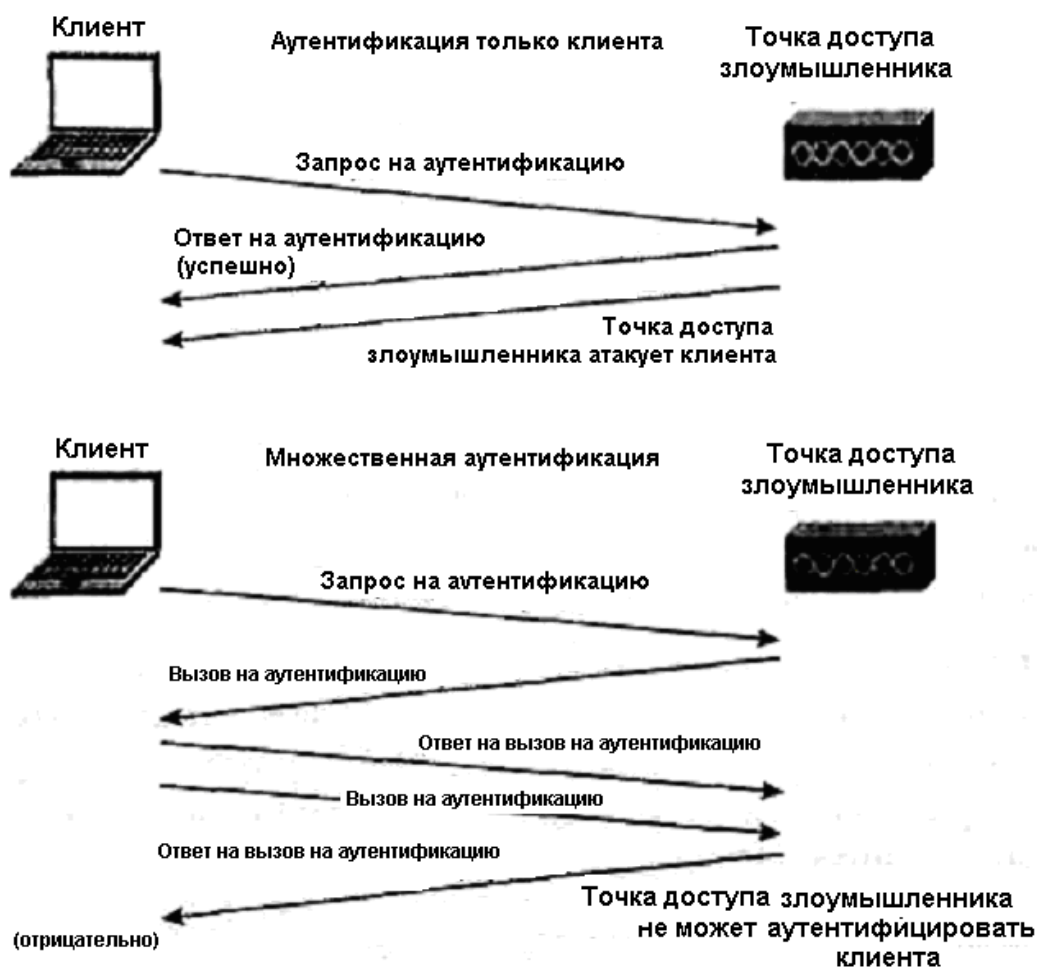 Клиент
Аутентификация только клиента
Точка доступа
злоумышленника
Запрос на аутентификацию
Ответ на аутентификацию
(успешно)
Точка доступа
злоумышленника атакует клиента
Клиент
Множественная аутентификация
Точка доступа
злоумышленника
Запрос на аутентификацию
Вызов на аутентификацию
Ответ на вызов на аутентификацию
Вызов на аутентификацию
Ответ на вызов на аутентификацию
(отрицательно)
Точка доступа злоумышленника
не может аутентифицировать
клиента